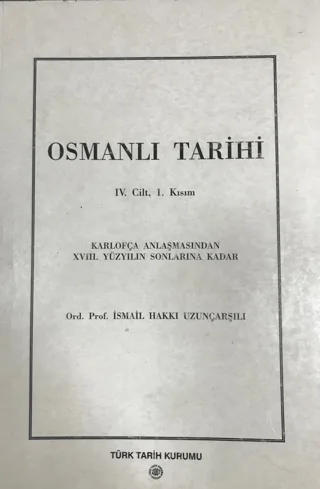 OSMANLI TARİHİ
IV. Cilt, 1. Kısım
KARLOFÇA ANLAŞMASINDAN
XVIII. YÜZYILIN SONLARINA KADAR
Ord. Prof. İSMAİL HAKKI UZUNÇARŞILI
TÜRK TARİH KURUMU